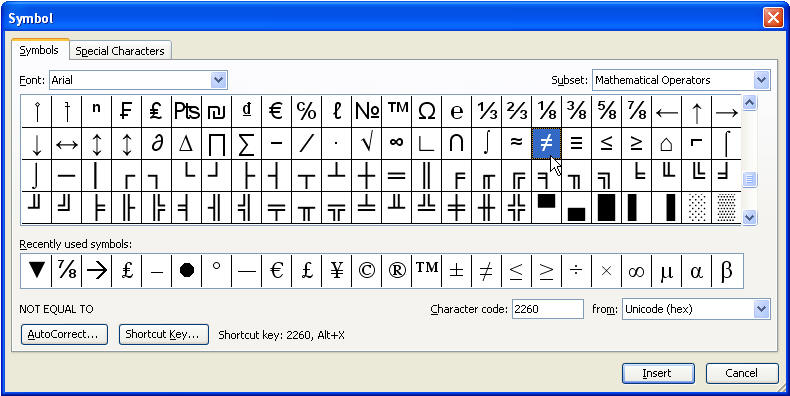 Symbol
Symbols Special Characters
Font: Arial Subset: Mathematical Operators
ⁿ ₣ ₤ ₧ ₪ ₫ € ℅ ℓ № ™ Ω ℮ ⅓ ⅔ ⅛ ⅜ ⅝ ⅞ ← ↑ →
↓ ↔ ↕ ↨ ∂ ∆ ∏ ∑ − ∕ ∙ √ ∞ ∟ ∩ ∫ ≈ ≠ ≡ ≤ ≥ ⌂ ⌐ ⌠
⌡ ─ │ ┌ ┐ └ ┘ ├ ┤ ┬ ┴ ┼ ═ ║ ╒ ╓ ╔ ╕ ╖ ╗ ╘ ╙ ╚ ╛
╜ ╝ ╞ ╟ ╠ ╡ ╢ ╣ ╤ ╥ ╦ ╧ ╨ ╩ ╪ ╫ ╬ ▀ ▄ █ ▌ ▐ ░ ▒
Recently used symbols:
▼ ⅞ → £ – ● ° — € £ ¥ © ® ™ ± ≠ ≤ ≥ ÷ × ∞ µ α β
NOT EQUAL TO Character code: 2260 from: Unicode (hex)
AutoCorrect... Shortcut Key... Shortcut key: 2260, Alt+X
Insert Cancel